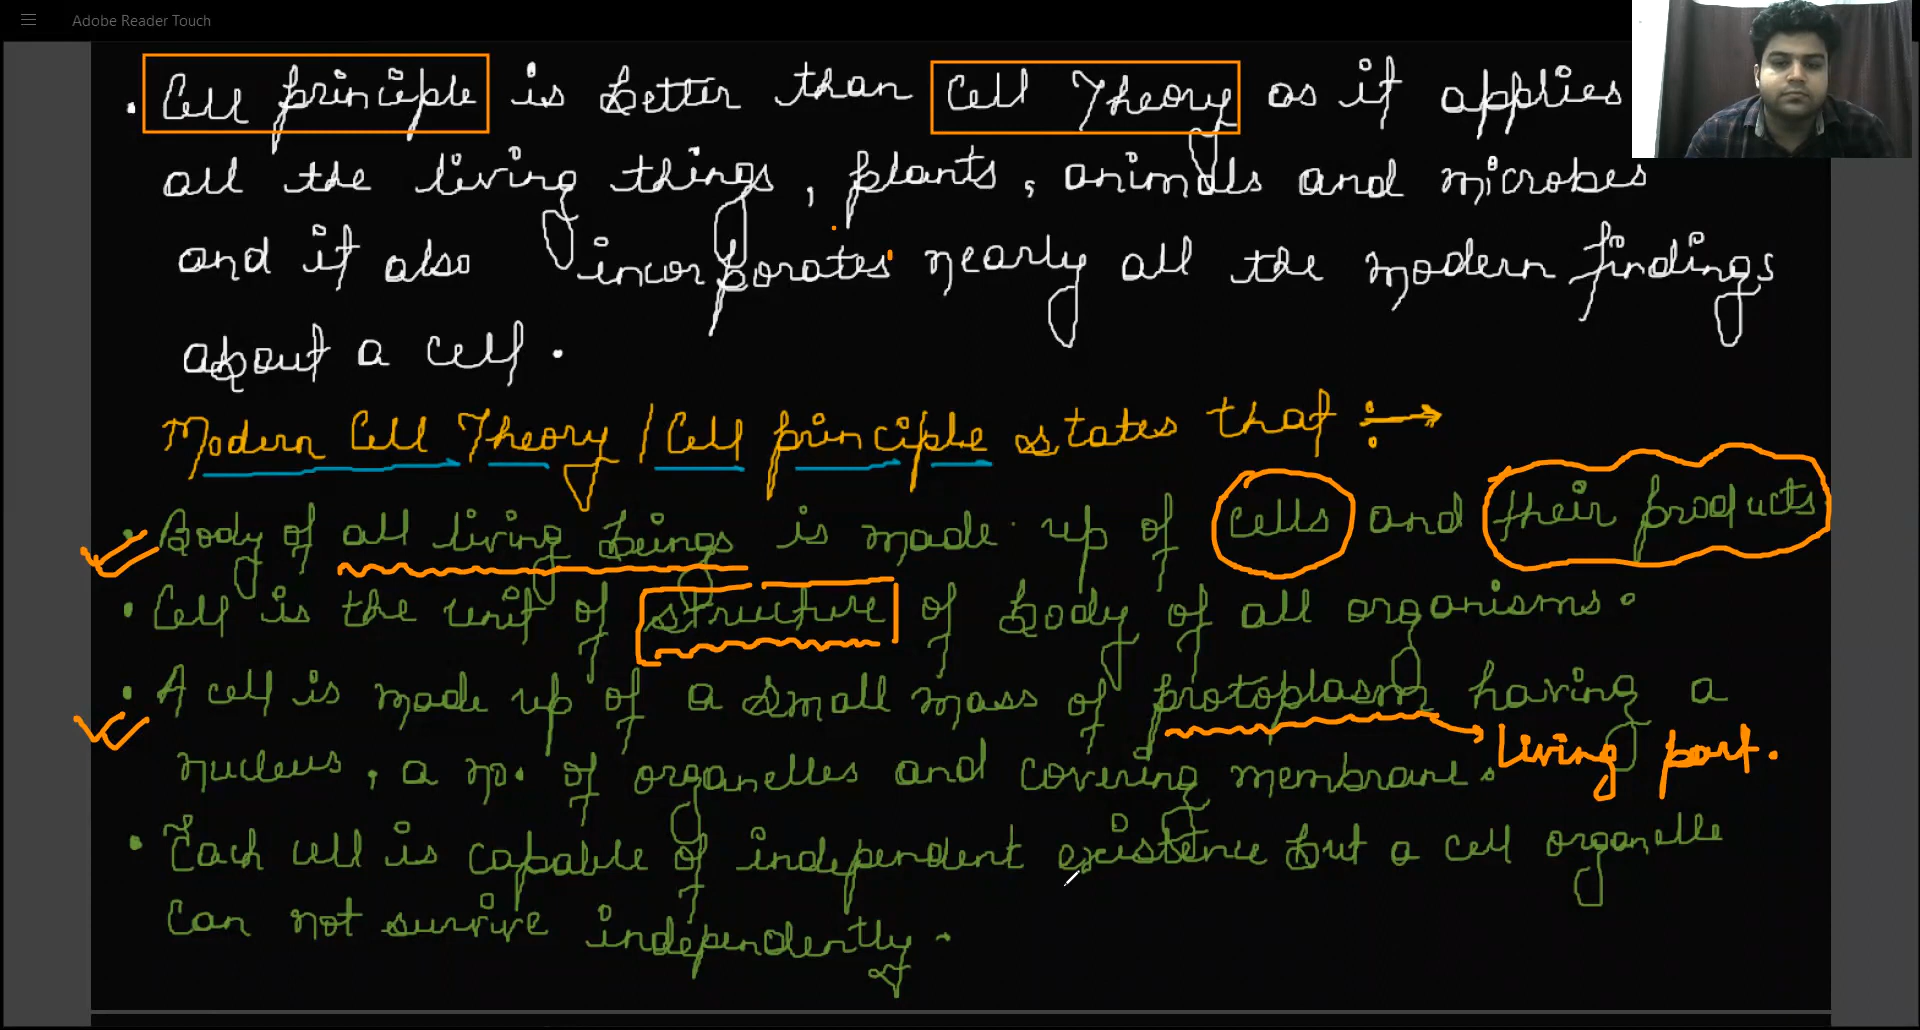 Adobe Reader Touch
. Cell principle is better than Cell Theory as it applies
all the living things, plants, animals and microbes
and it also incorporates nearly all the modern findings
about a cell.
Modern Cell Theory / Cell principle states that ÷→
• Body of all living beings is made up of cells and their products
• Cell is the unit of structure of body of all organisms.
• A cell is made up of a small mass of protoplasm having a
nucleus, a no. of organelles and covering membrane.
Living part.
• Each cell is capable of independent existence but a cell organelle
can not survive independently.